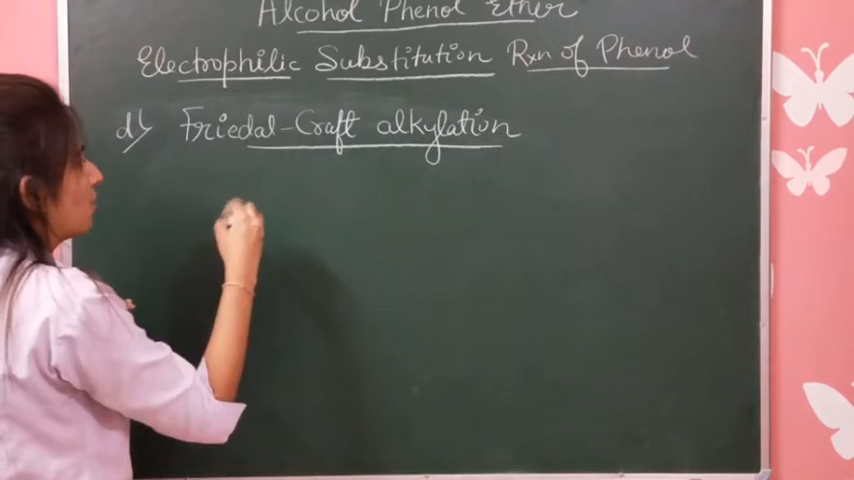 Alcohol Phenol Ether
Electrophilic Substitution Rxn of Phenol
d) Friedal-Craft alkylation